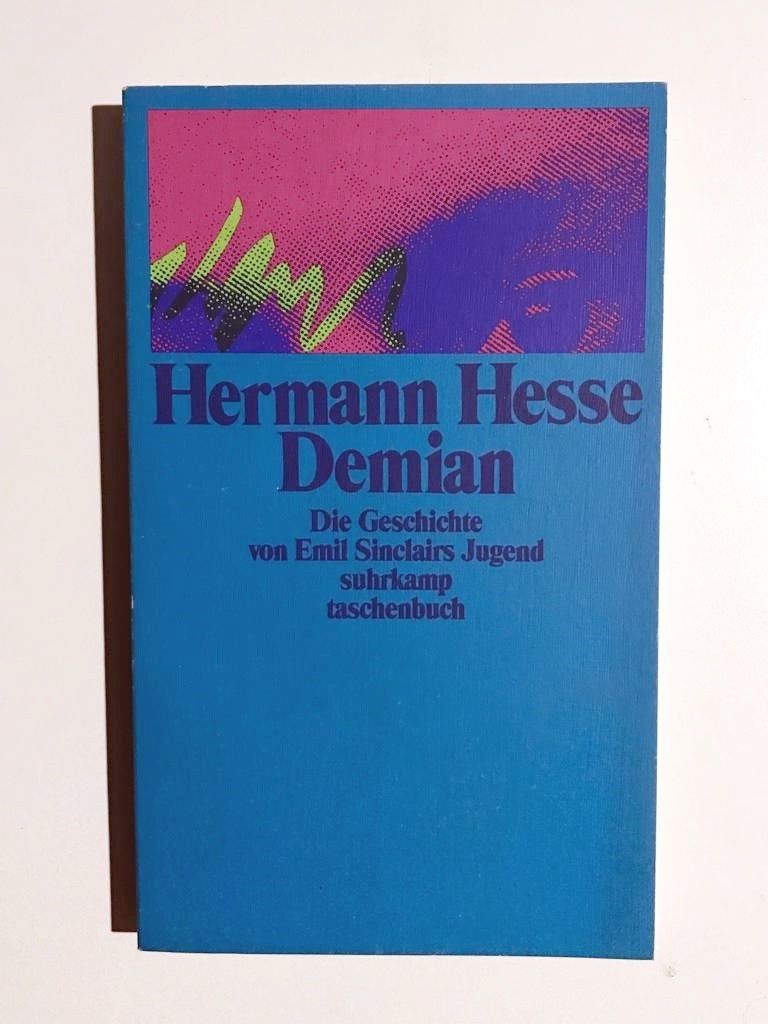 Hermann Hesse
Demian
Die Geschichte
von Emil Sinclairs Jugend
suhrkamp
taschenbuch